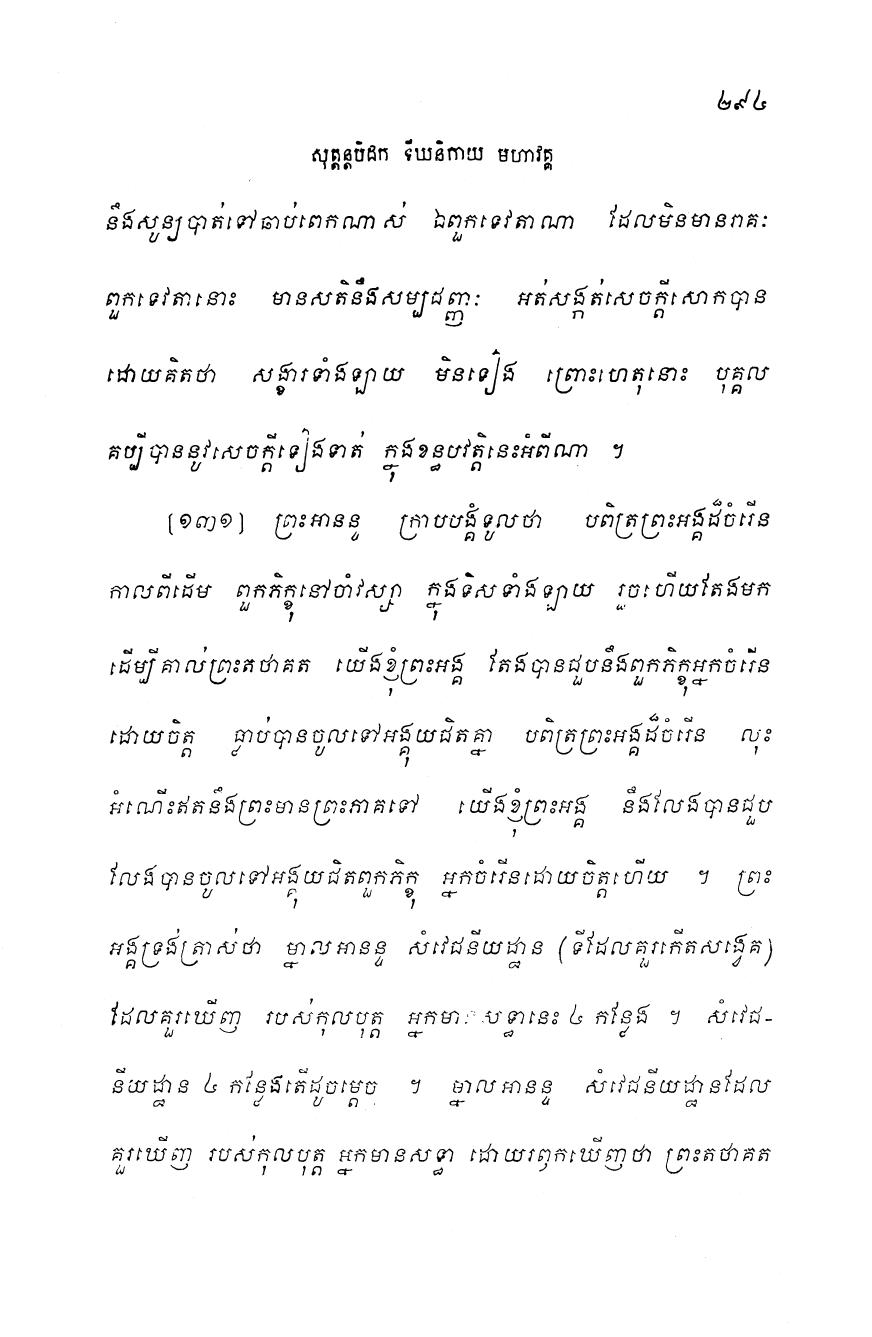 ២៩៤
សុត្តន្តបិដក ទីឃនិកាយ មហាវគ្គ
នឹងសូន្យបាត់ទៅឆាប់ពេកណាស់ ឯពួកទេវតាណា ដែលមិនមានរាគៈ
ពួកទេវតានោះ មានសតិនឹងសម្បជញ្ញៈ អត់សង្កត់សេចក្តីសោកបាន
ដោយគិតថា សង្ខារទាំងឡាយ មិនទៀង ព្រោះហេតុនោះ បុគ្គល
គប្បីបាននូវសេចក្តីទៀងទាត់ ក្នុងខន្ធបវត្តិនេះអំពីណា ។
[១៣១] ព្រះអានន្ទ ក្រាបបង្គំទូលថា បពិត្រព្រះអង្គដ៏ចំរើន
កាលពីដើម ពួកភិក្ខុនៅចាំវស្សា ក្នុងទិសទាំងឡាយ រួចហើយតែងមក
ដើម្បីគាល់ព្រះតថាគត យើងខ្ញុំព្រះអង្គ តែងបានជួបនឹងពួកភិក្ខុអ្នកចំរើន
ដោយចិត្ត ធ្លាប់បានចូលទៅអង្គុយជិតគ្នា បពិត្រព្រះអង្គដ៏ចំរើន លុះ
អំណើះឥតនឹងព្រះមានព្រះភាគទៅ យើងខ្ញុំព្រះអង្គ នឹងលែងបានជួប
លែងបានចូលទៅអង្គុយជិតពួកភិក្ខុ អ្នកចំរើនដោយចិត្តហើយ ។ ព្រះ
អង្គទ្រង់ត្រាស់ថា ម្នាលអានន្ទ សំវេជនីយដ្ឋាន (ទីដែលគួរកើតសង្វេគ)
ដែលគួរឃើញ របស់កុលបុត្ត អ្នកមានសទ្ធានេះ ៤ កន្លែង ។ សំវេជ-
នីយដ្ឋាន ៤ កន្លែងតើដូចម្តេច ។ ម្នាលអានន្ទ សំវេជនីយដ្ឋានដែល
គួរឃើញ របស់កុលបុត្ត អ្នកមានសទ្ធា ដោយរឭកឃើញថា ព្រះតថាគត